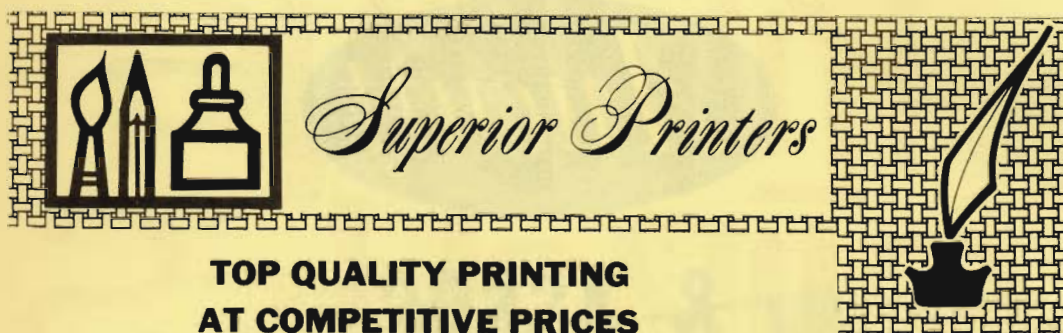 Superior Printers
TOP QUALITY PRINTING
AT COMPETITIVE PRICES